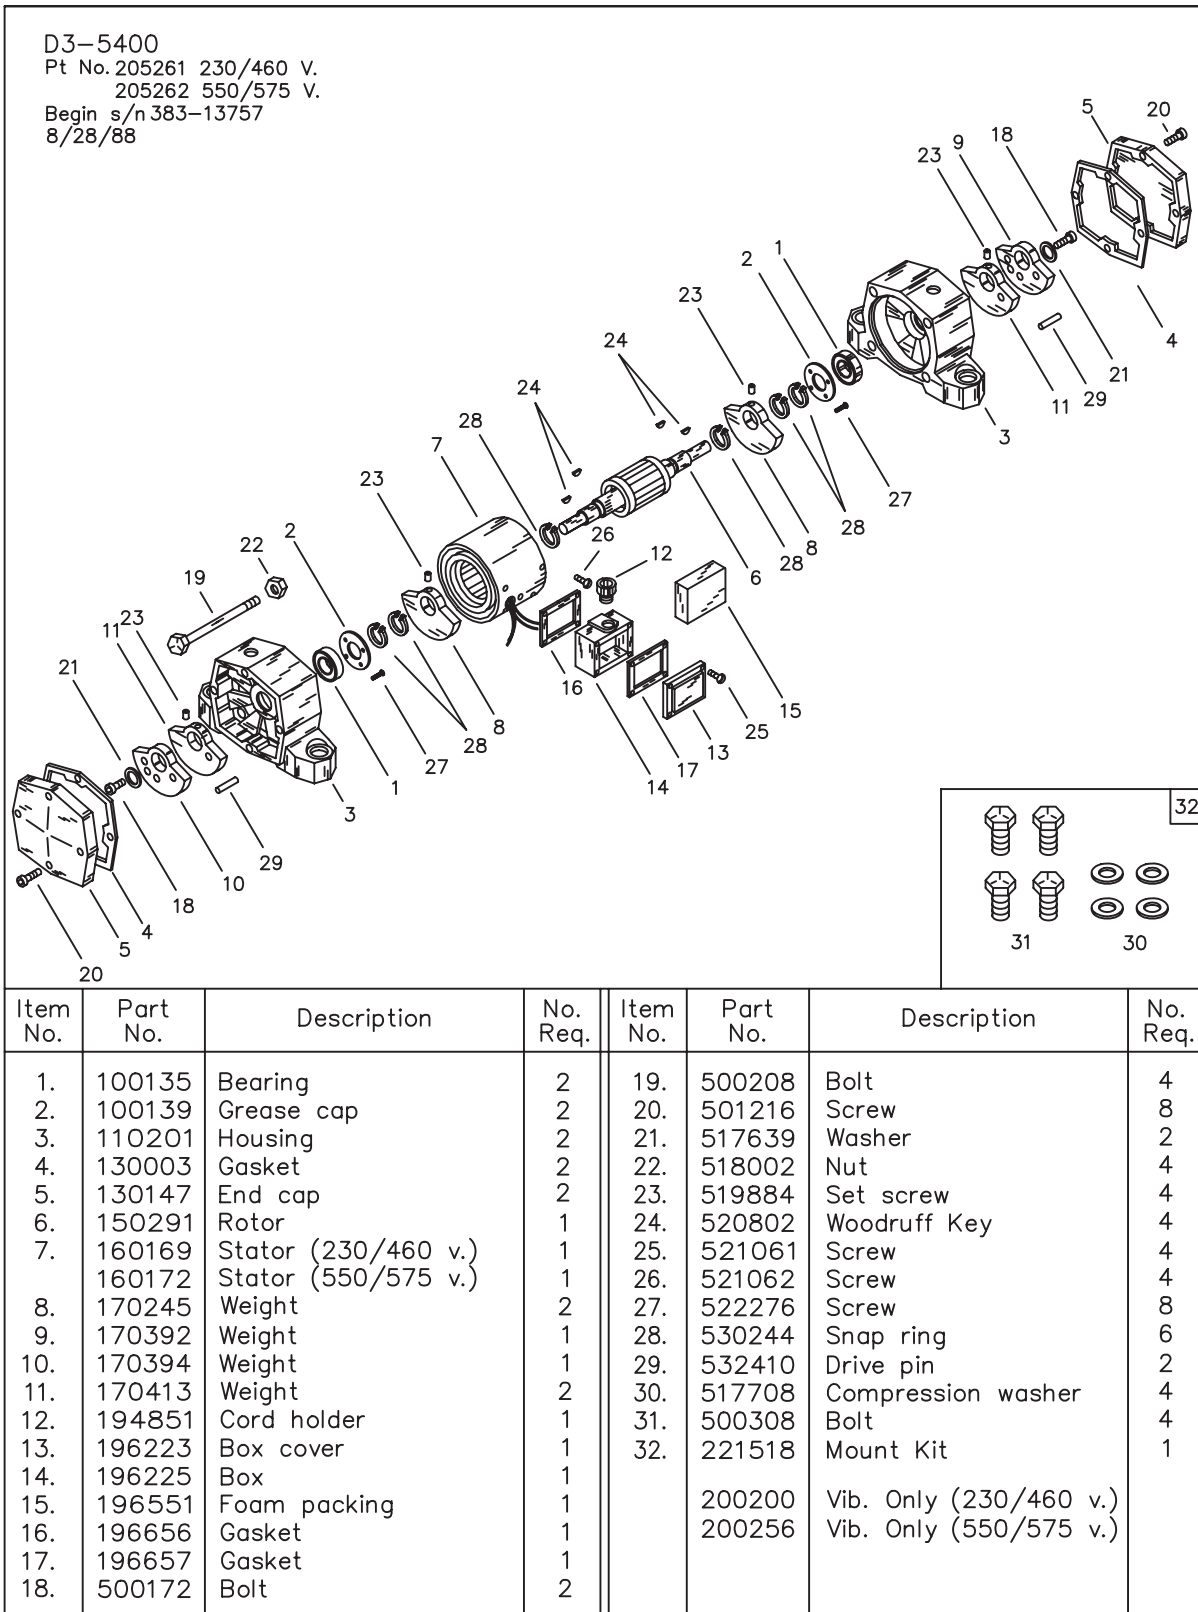 D3-5400
Pt No. 205261 230/460 V.
205262 550/575 V.
Begin s/n 383-13757
8/28/88
5 20
23 9 18
2 1
23
24
4
24
28
7
23
21
29
11
3
27
28
8
28
6
26 12
2
22
19
23
11
21
16
15
8
28
25
13
17
14
27
1
3
29
10
18
4
5
20
32
31 30
Item No. Part No. Description No. Req. Item No. Part No. Description No. Req.
1. 100135 Bearing 2 19. 500208 Bolt 4
2. 100139 Grease cap 2 20. 501216 Screw 8
3. 110201 Housing 2 21. 517639 Washer 2
4. 130003 Gasket 2 22. 518002 Nut 4
5. 130147 End cap 2 23. 519884 Set screw 4
6. 150291 Rotor 1 24. 520802 Woodruff Key 4
7. 160169 Stator (230/460 v.) 1 25. 521061 Screw 4
160172 Stator (550/575 v.) 1 26. 521062 Screw 4
8. 170245 Weight 2 27. 522276 Screw 8
9. 170392 Weight 1 28. 530244 Snap ring 6
10. 170394 Weight 1 29. 532410 Drive pin 2
11. 170413 Weight 2 30. 517708 Compression washer 4
12. 194851 Cord holder 1 31. 500308 Bolt 4
13. 196223 Box cover 1 32. 221518 Mount Kit 1
14. 196225 Box 1
15. 196551 Foam packing 1 200200 Vib. Only (230/460 v.)
16. 196656 Gasket 1 200256 Vib. Only (550/575 v.)
17. 196657 Gasket 1
18. 500172 Bolt 2